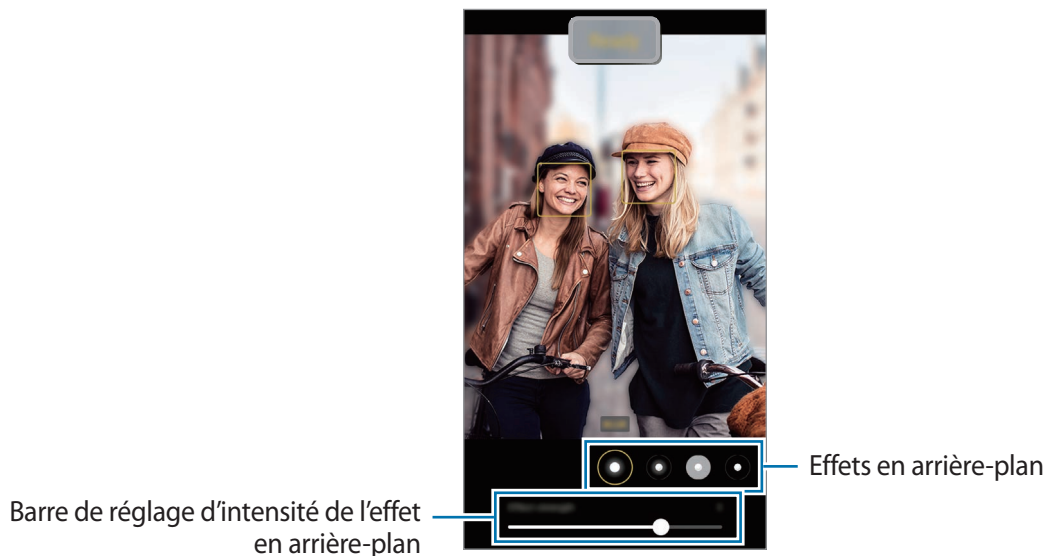 Effets en arrière-plan
Barre de réglage d’intensité de l’effet
en arrière-plan